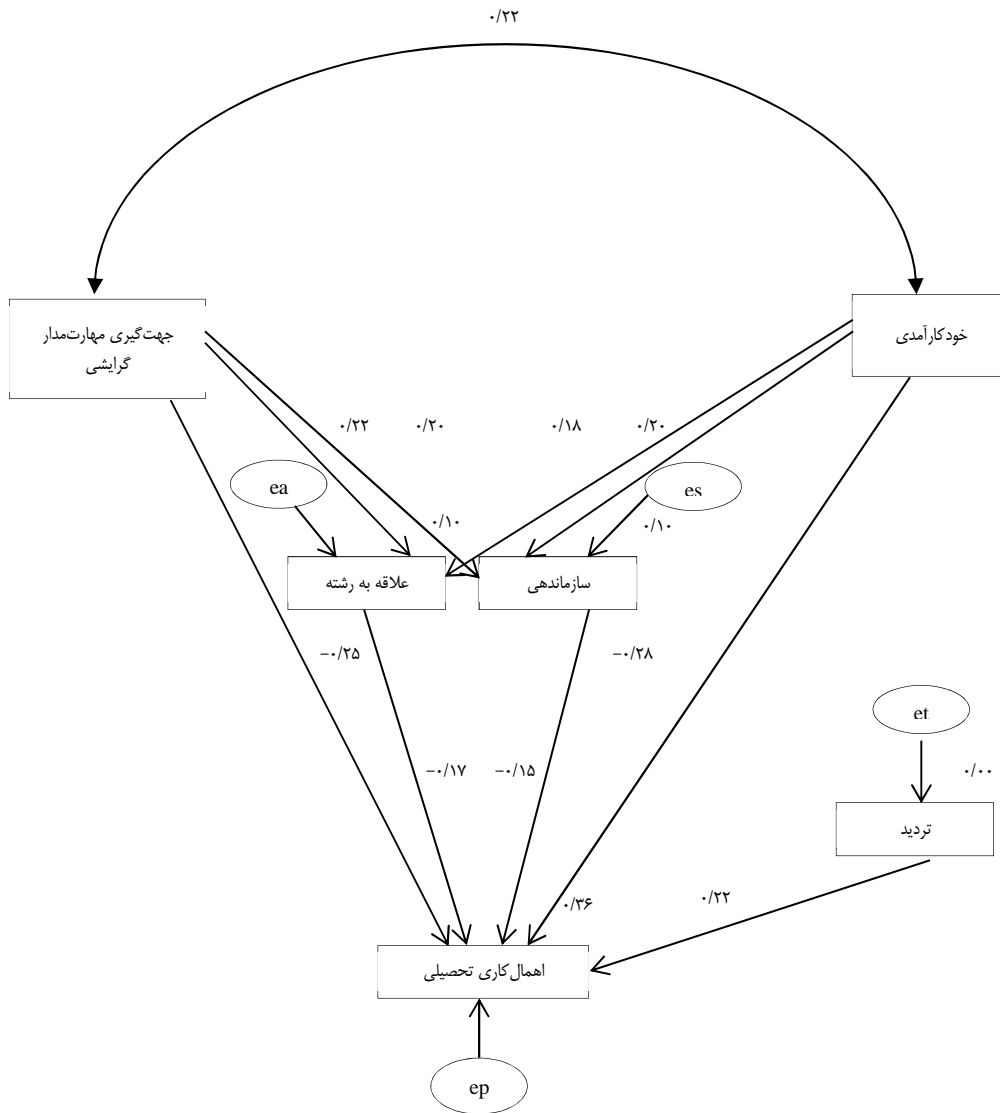 ۰/۲۲
خودکارآمدی
جهت‌گیری مهارت‌مدار
گرایشی
۰/۲۲
۰/۲۰
۰/۱۸
۰/۲۰
ea
es
۰/۱۰
۰/۱۰
علاقه به رشته
سازماندهی
-۰/۲۵
-۰/۲۸
et
۰/۰۰
-۰/۱۷
-۰/۱۵
تردید
۰/۳۶
۰/۲۲
اهمال‌کاری تحصیلی
ep